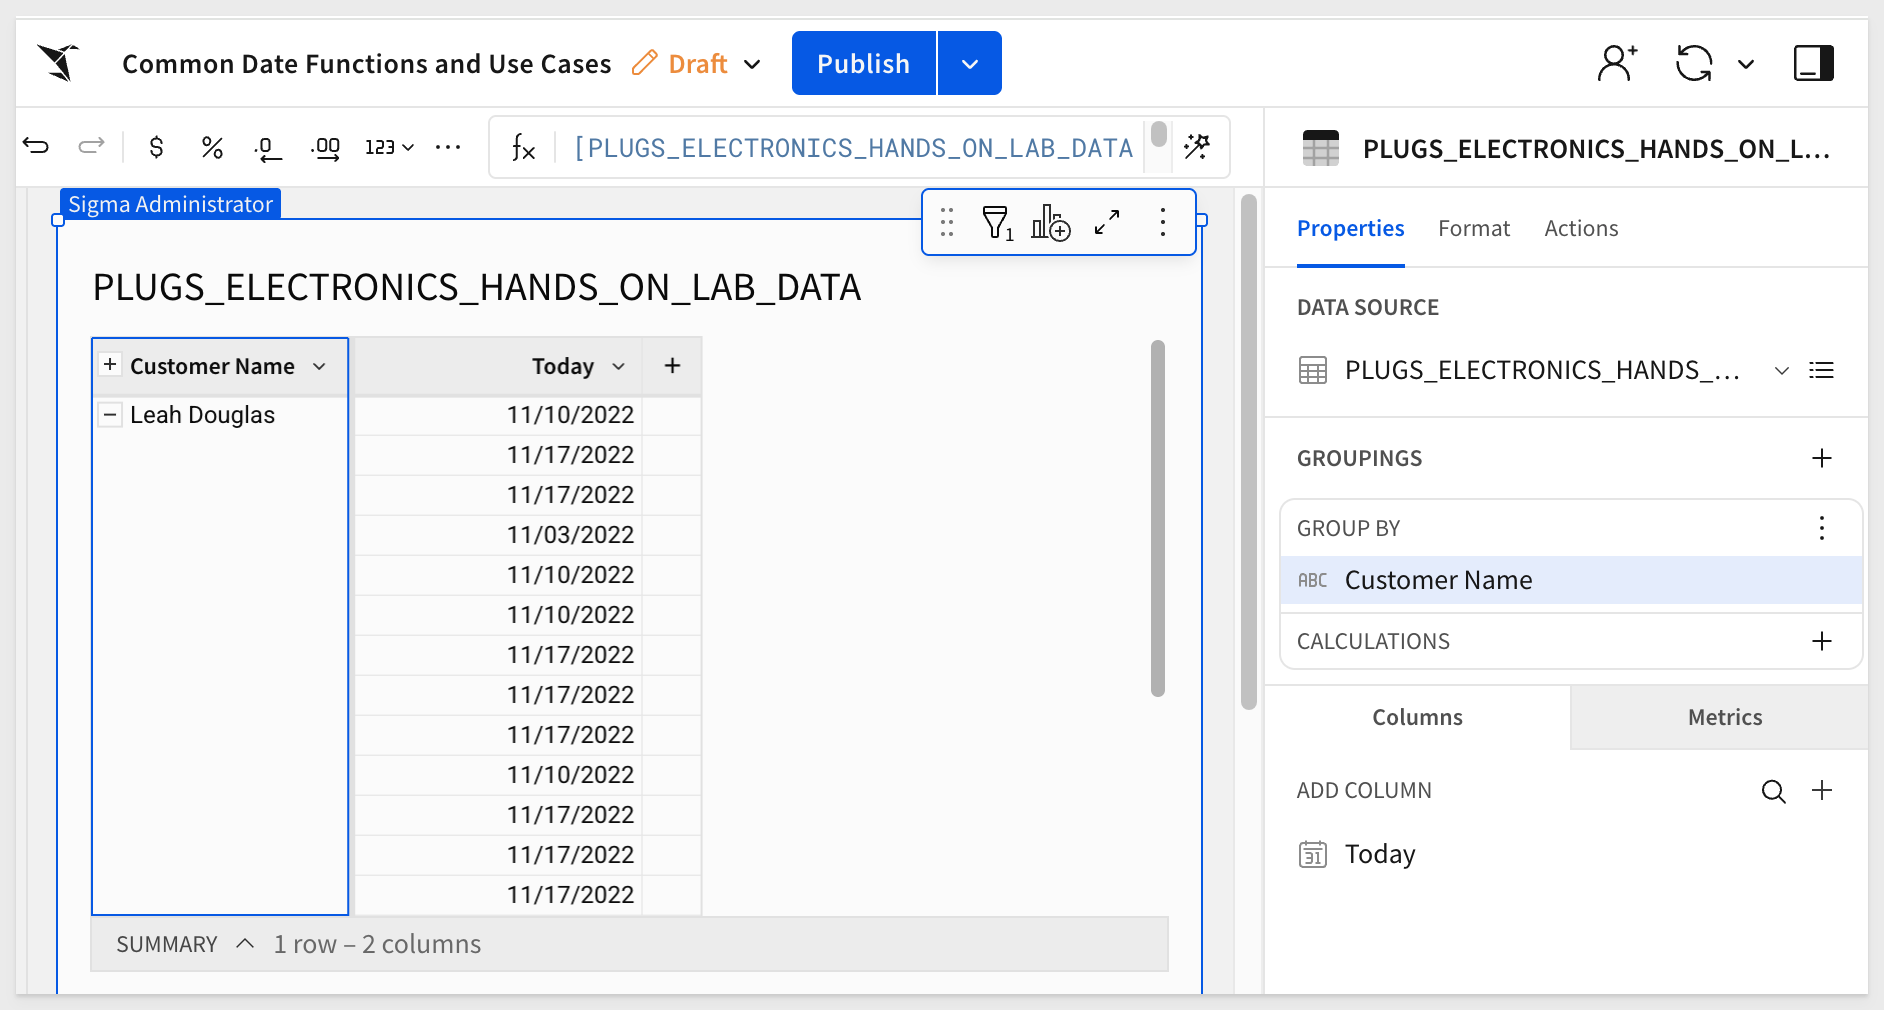 Common Date Functions and Use Cases Draft Publish
$ % .0 .00 123 ... fx [PLUGS_ELECTRONICS_HANDS_ON_LAB_DATA
PLUGS_ELECTRONICS_HANDS_ON_L...
Sigma Administrator
1
PLUGS_ELECTRONICS_HANDS_ON_LAB_DATA
Customer Name Today +
Leah Douglas 11/10/2022
11/17/2022
11/17/2022
11/03/2022
11/10/2022
11/10/2022
11/17/2022
11/17/2022
11/17/2022
11/10/2022
11/17/2022
11/17/2022
11/17/2022
SUMMARY 1 row – 2 columns
Properties Format Actions
DATA SOURCE
PLUGS_ELECTRONICS_HANDS_...
GROUPINGS
GROUP BY
ABC Customer Name
CALCULATIONS
Columns Metrics
ADD COLUMN
31 Today